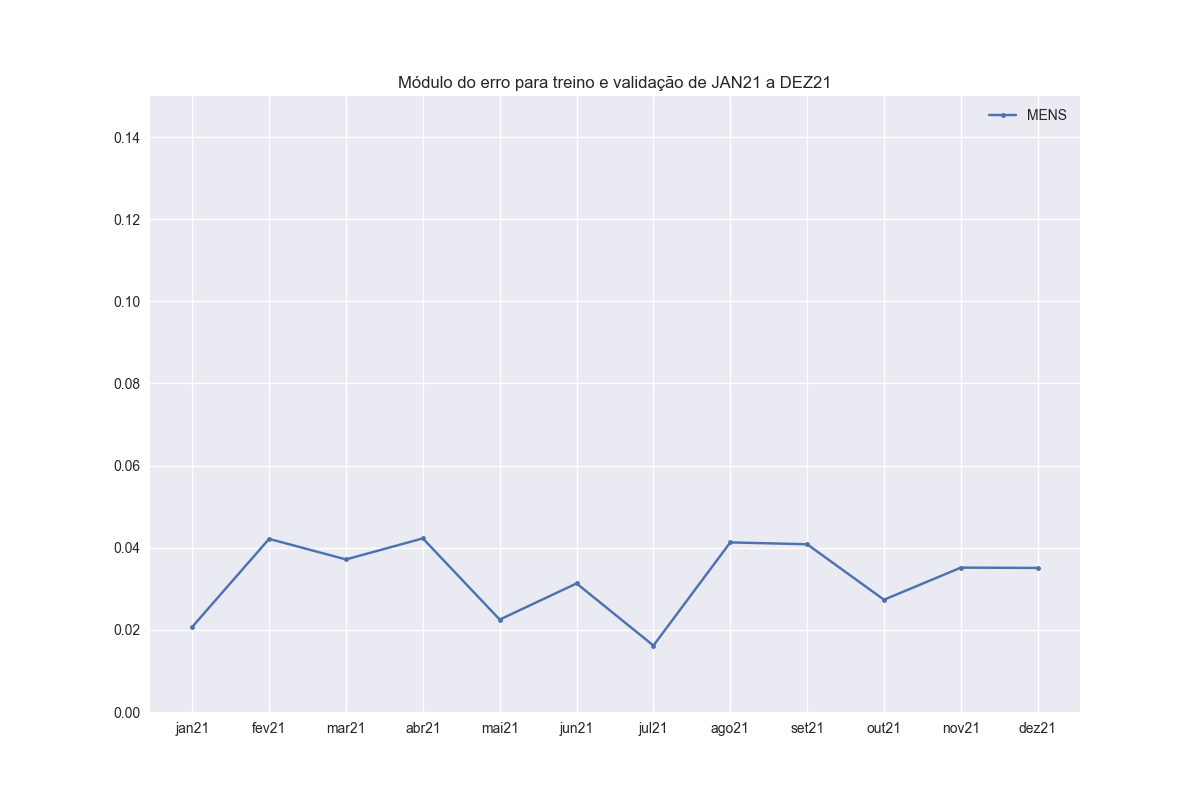 Módulo do erro para treino e validação de JAN21 a DEZ21
MENS
0.14
0.12
0.10
0.08
0.06
0.04
0.02
0.00
jan21 fev21 mar21 abr21 mai21 jun21 jul21 ago21 set21 out21 nov21 dez21